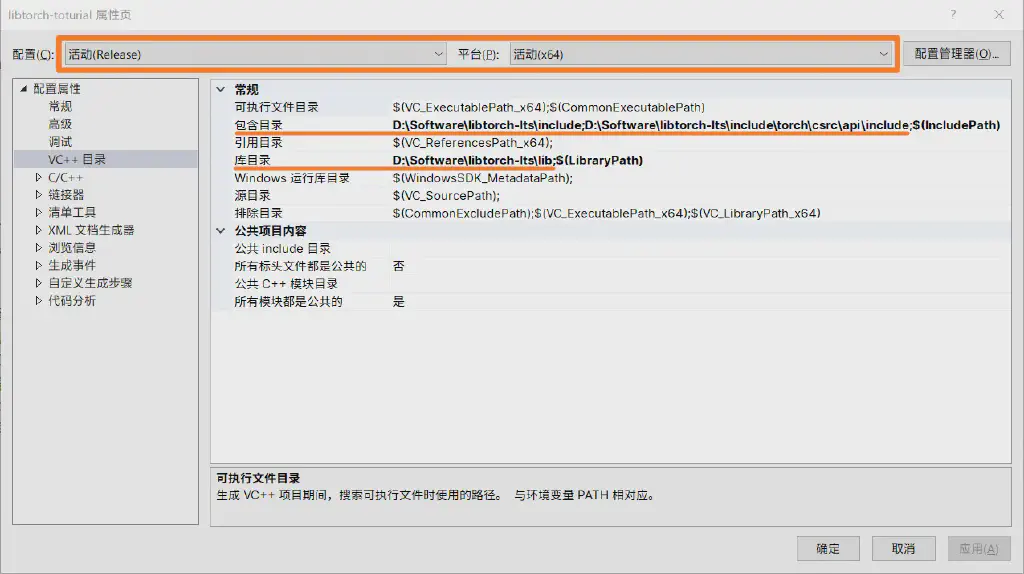 libtorch-toturial 属性页
配置(C): 活动(Release) 平台(P): 活动(x64) 配置管理器(O)...
配置属性
常规
高级
调试
VC++ 目录
C/C++
链接器
清单工具
XML 文档生成器
浏览信息
生成事件
自定义生成步骤
代码分析
常规
可执行文件目录 $(VC_ExecutablePath_x64);$(CommonExecutablePath)
包含目录 D:\Software\libtorch-lts\include;D:\Software\libtorch-lts\include\torch\csrc\api\include;$(IncludePath)
引用目录 $(VC_ReferencesPath_x64);
库目录 D:\Software\libtorch-lts\lib;$(LibraryPath)
Windows 运行库目录 $(WindowsSDK_MetadataPath);
源目录 $(VC_SourcePath);
排除目录 $(CommonExcludePath);$(VC_ExecutablePath_x64);$(VC_LibraryPath_x64)
公共项目内容
公共 include 目录
所有标头文件都是公共的 否
公共 C++ 模块目录
所有模块都是公共的 是
可执行文件目录
生成 VC++ 项目期间，搜索可执行文件时使用的路径。 与环境变量 PATH 相对应。
确定 取消 应用(A)